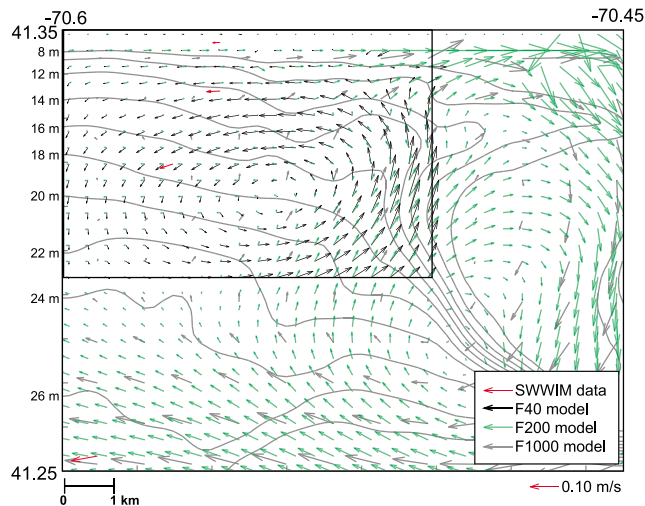 -70.6
-70.45
41.35
8 m
12 m
14 m
16 m
18 m
20 m
22 m
24 m
26 m
41.25
SWWIM data
F40 model
F200 model
F1000 model
0 1 km
0.10 m/s